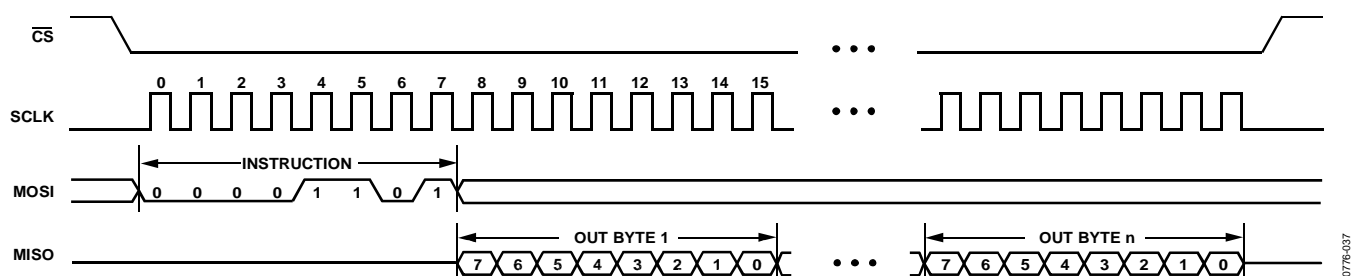 CS
SCLK
0 1 2 3 4 5 6 7 8 9 10 11 12 13 14 15
INSTRUCTION
MOSI
0 0 0 0 1 1 0 1
OUT BYTE 1
OUT BYTE n
MISO
7 6 5 4 3 2 1 0
7 6 5 4 3 2 1 0
0776-037